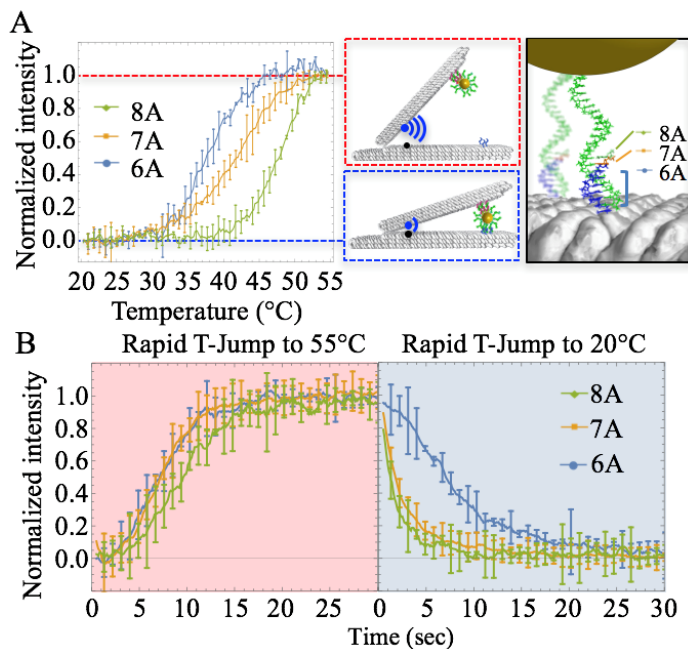 A
Normalized intensity
1.0
0.8
0.6
0.4
0.2
0.0
8A
7A
6A
20 25 30 35 40 45 50 55
Temperature (°C)
8A
7A
6A
B
Rapid T-Jump to 55°C
Rapid T-Jump to 20°C
Normalized intensity
1.0
0.8
0.6
0.4
0.2
0.0
8A
7A
6A
0 5 10 15 20 25 0 5 10 15 20 25 30
Time (sec)